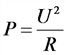 P = U²/R